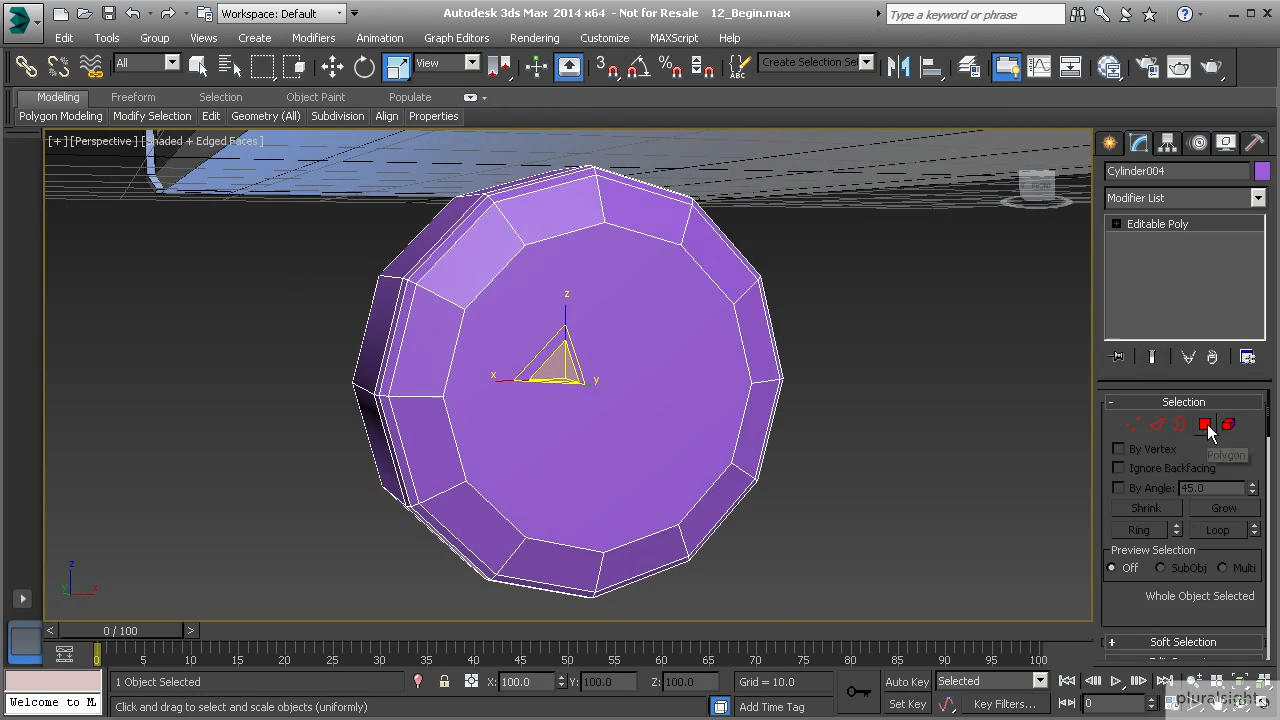 Workspace: Default
Autodesk 3ds Max 2014 x64 - Not for Resale 12_Begin.max
Type a keyword or phrase
Edit Tools Group Views Create Modifiers Animation Graph Editors Rendering Customize MAXScript Help
All
View
Create Selection Se
Modeling Freeform Selection Object Paint Populate
Polygon Modeling Modify Selection Edit Geometry (All) Subdivision Align Properties
[+][Perspective][Shaded + Edged Faces]
Cylinder004
Modifier List
Editable Poly
z
x
y
Selection
By Vertex
Polygon
Ignore Backfacing
By Angle: 45.0
Shrink Grow
Ring Loop
Preview Selection
Off SubObj Multi
Whole Object Selected
Soft Selection
z
y x
< 0 / 100 >
0 5 10 15 20 25 30 35 40 45 50 55 60 65 70 75 80 85 90 95 100
1 Object Selected
X: 100.0 Y: 100.0 Z: 100.0 Grid = 10.0
Auto Key Selected
Welcome to M
Click and drag to select and scale objects (uniformly)
Add Time Tag
Set Key Key Filters... 0
pluralsight